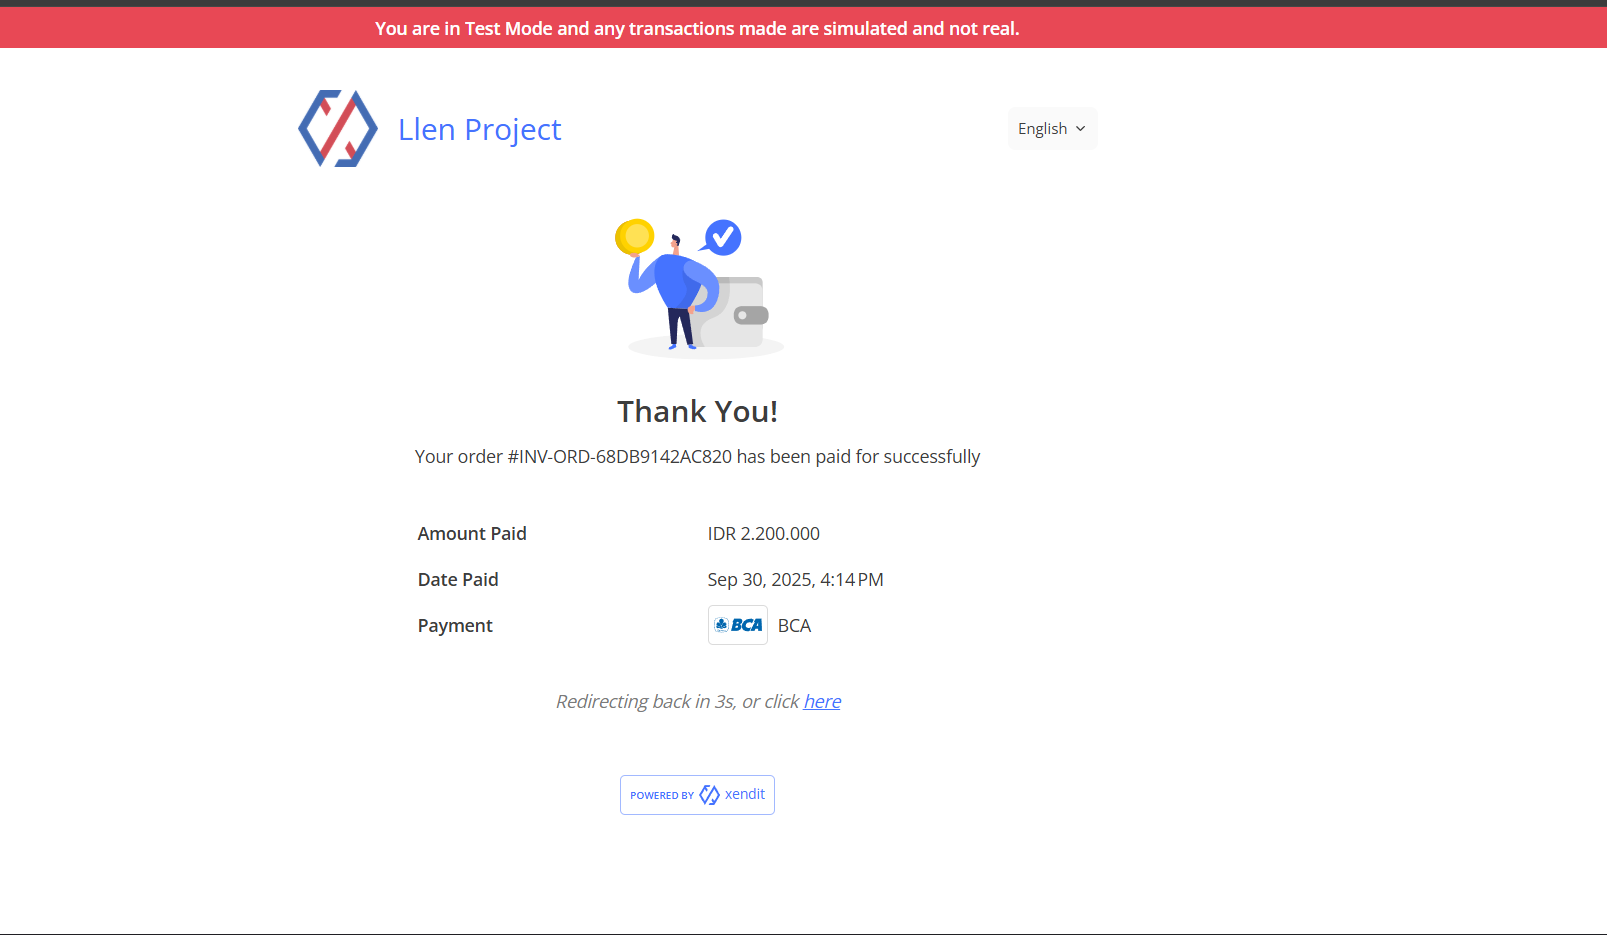 You are in Test Mode and any transactions made are simulated and not real.
Llen Project
English
Thank You!
Your order #INV-ORD-68DB9142AC820 has been paid for successfully
Amount Paid IDR 2.200.000
Date Paid Sep 30, 2025, 4:14 PM
Payment BCA BCA
Redirecting back in 3s, or click here
POWERED BY xendit